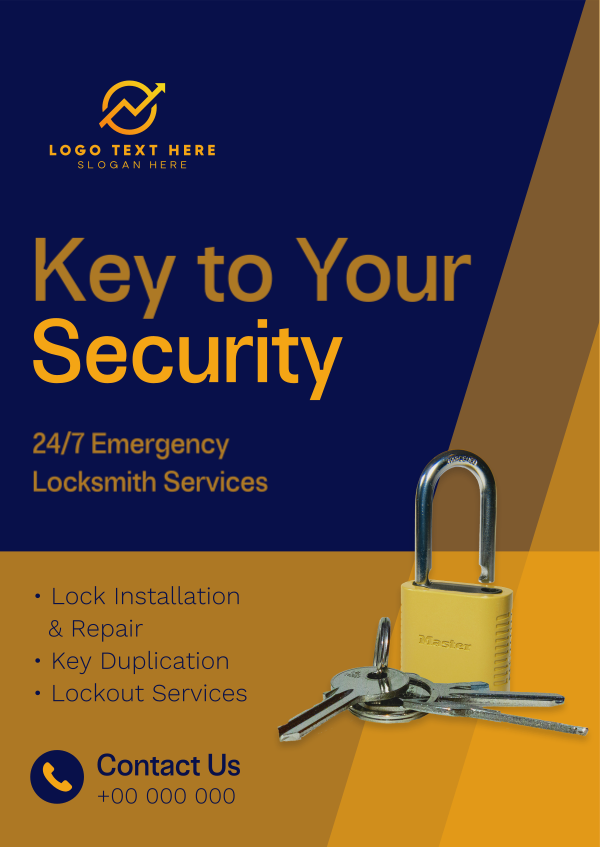 LOGO TEXT HERE
SLOGAN HERE
Key to Your
Security
24/7 Emergency
Locksmith Services
• Lock Installation
& Repair
• Key Duplication
• Lockout Services
Master
Contact Us
+00 000 000